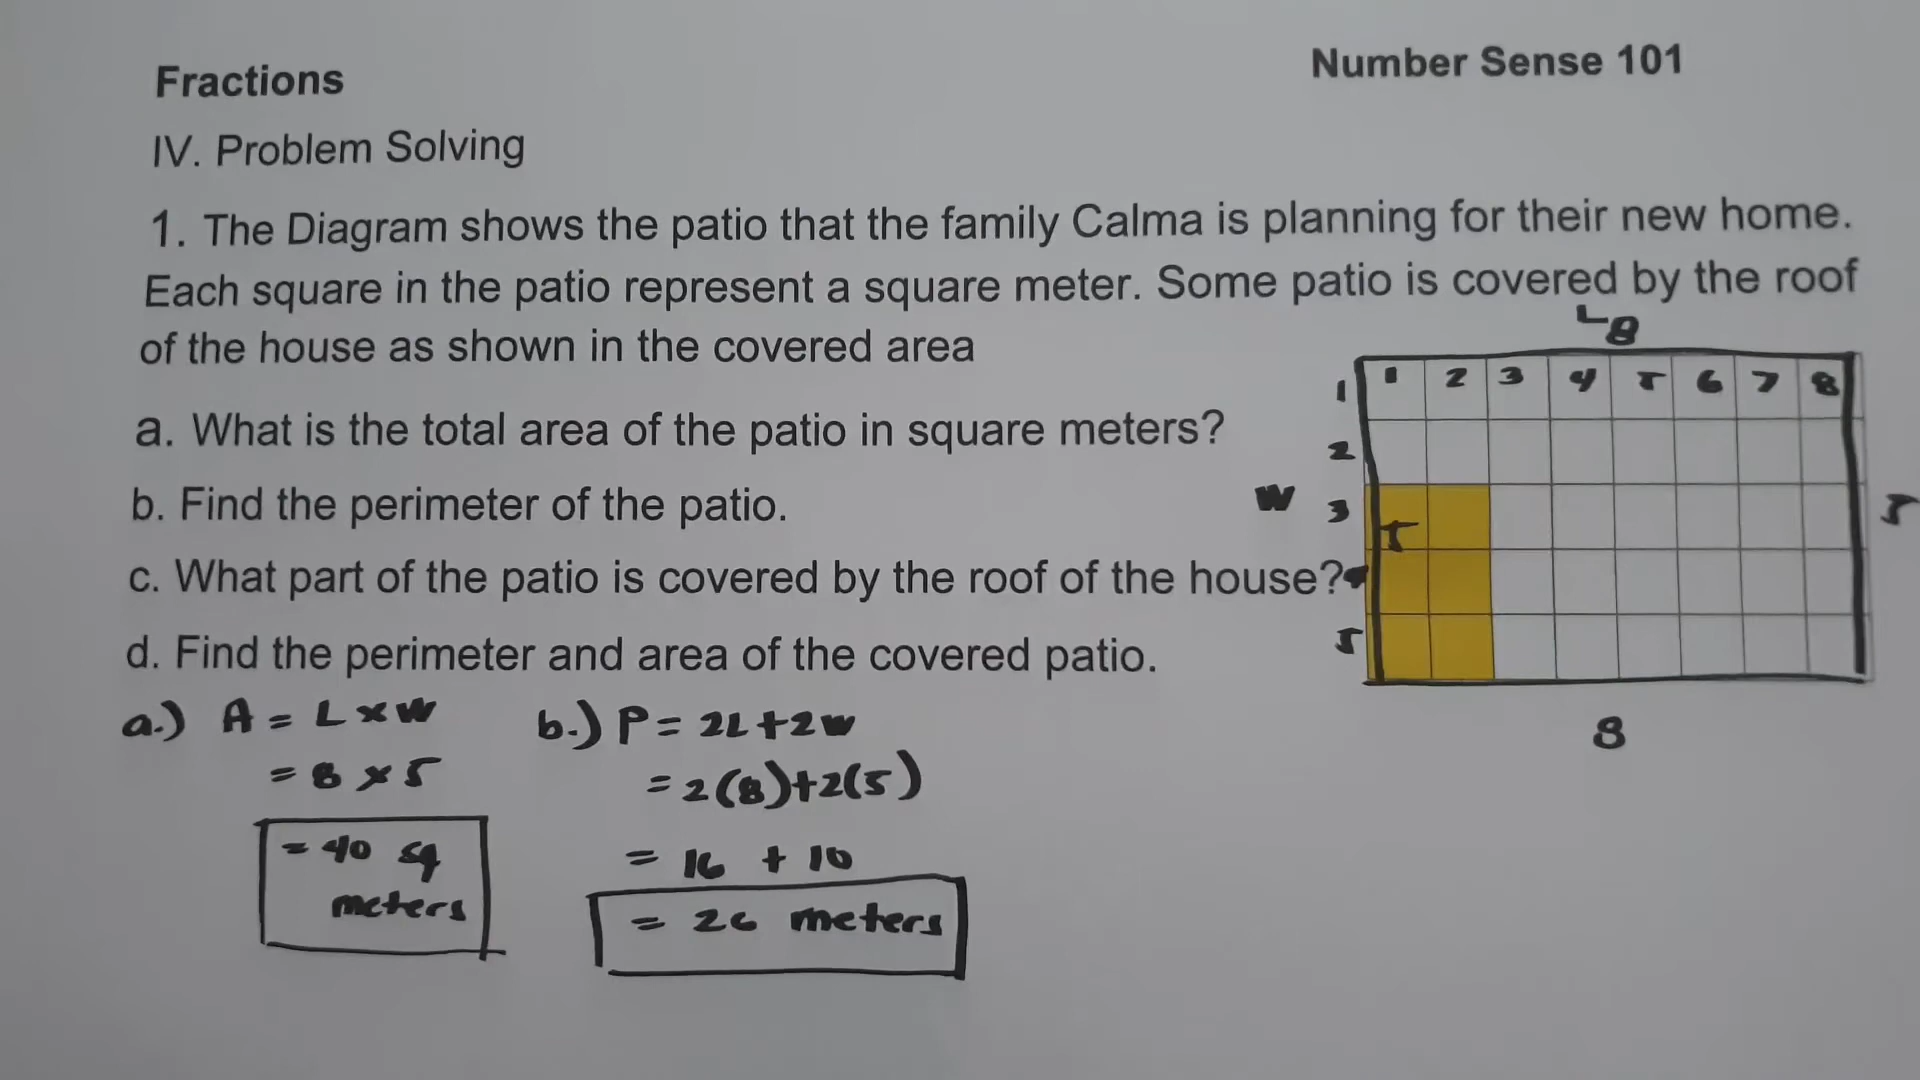 Fractions
Number Sense 101
IV. Problem Solving
1. The Diagram shows the patio that the family Calma is planning for their new home.
Each square in the patio represent a square meter. Some patio is covered by the roof
of the house as shown in the covered area
a. What is the total area of the patio in square meters?
b. Find the perimeter of the patio.
c. What part of the patio is covered by the roof of the house?
d. Find the perimeter and area of the covered patio.
L 8
1 2 3 4 5 6 7 8
1
2
W 3
5
4
5
5
8
a.) A = L x W
= 8 x 5
= 40 sq
meters
b.) P = 2L + 2W
= 2(8)+2(5)
= 16 + 10
= 26 meters